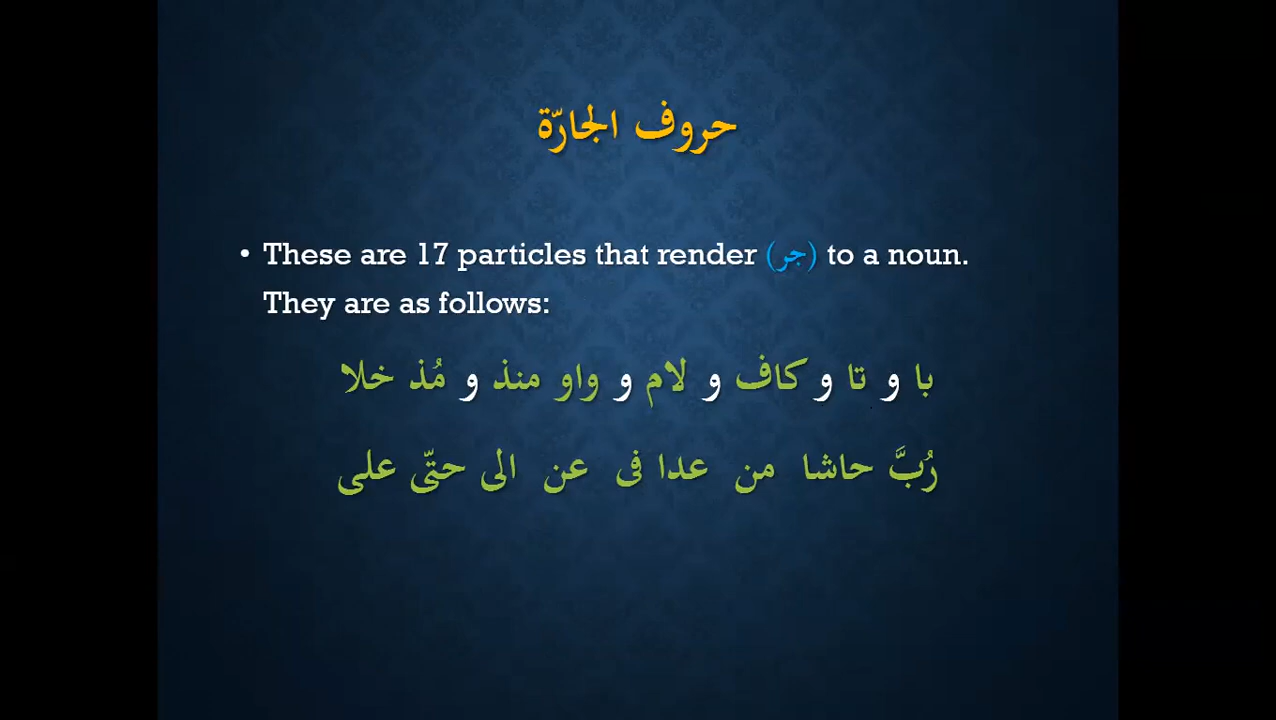 حروف الجارّة
• These are 17 particles that render (جر) to a noun.
They are as follows:
با و تا و كاف و لام و واو منذ و مُذ خلا
رُبَّ حاشا من عدا فى عن الى حتّى على